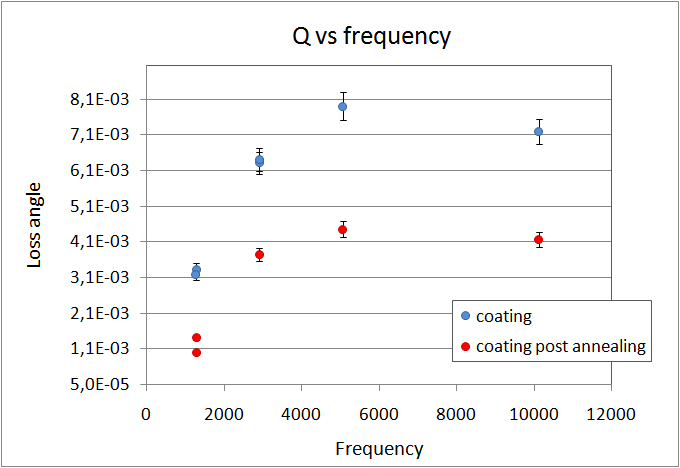 Q vs frequency
8,1E-03
7,1E-03
6,1E-03
5,1E-03
4,1E-03
3,1E-03
2,1E-03
1,1E-03
5,0E-05
Loss angle
coating
coating post annealing
0 2000 4000 6000 8000 10000 12000
Frequency